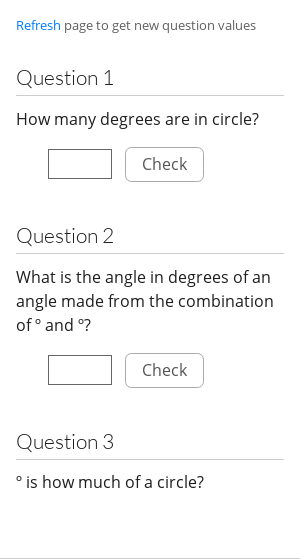 Refresh page to get new question values
Question 1
How many degrees are in circle?
Check
Question 2
What is the angle in degrees of an
angle made from the combination
of ° and °?
Check
Question 3
° is how much of a circle?